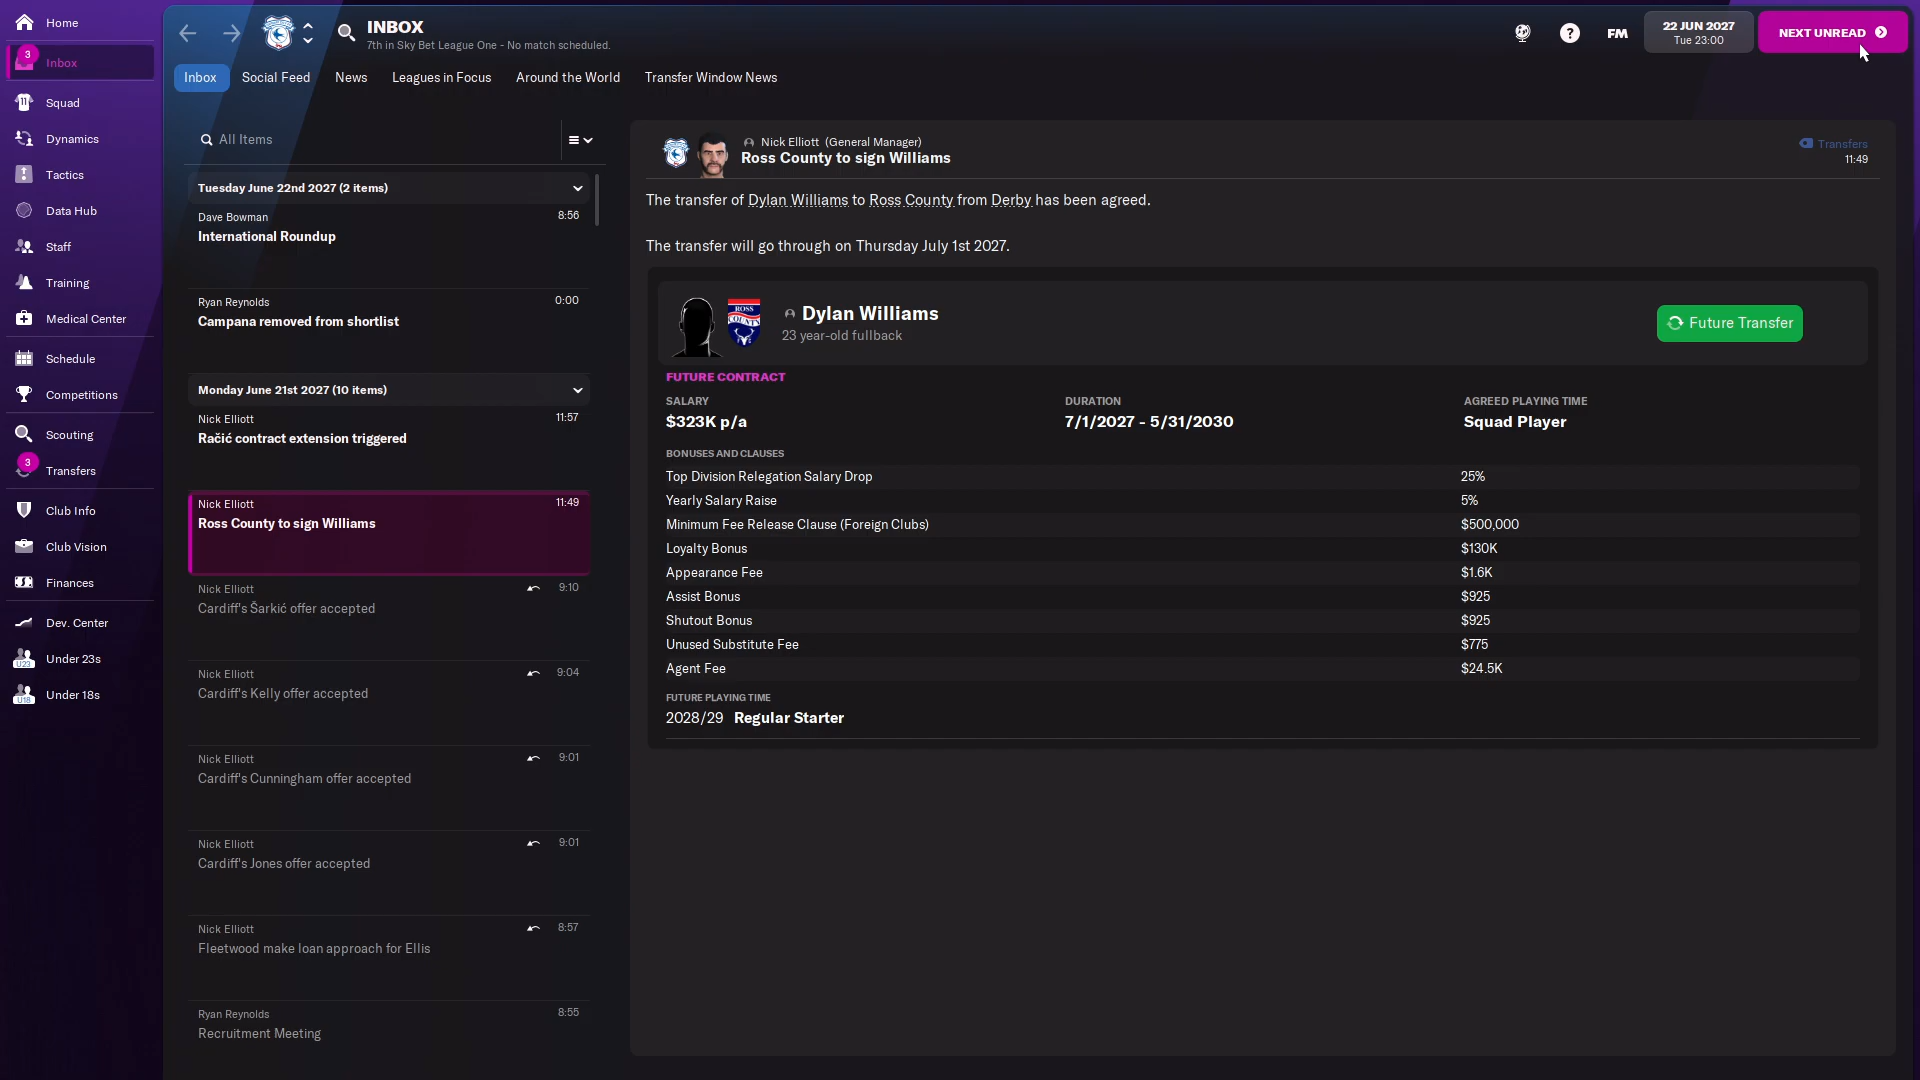 Home
3
Inbox
Squad
Dynamics
Tactics
Data Hub
Staff
Training
Medical Center
Schedule
Competitions
Scouting
3
Transfers
Club Info
Club Vision
Finances
Dev. Center
U23
Under 23s
U18
Under 18s
INBOX
7th in Sky Bet League One - No match scheduled.
?
FM
22 JUN 2027
Tue 23:00
NEXT UNREAD
Inbox
Social Feed
News
Leagues in Focus
Around the World
Transfer Window News
All Items
Tuesday June 22nd 2027 (2 items)
Dave Bowman
8:56
International Roundup
Ryan Reynolds
0:00
Campana removed from shortlist
Monday June 21st 2027 (10 items)
Nick Elliott
11:57
Račić contract extension triggered
Nick Elliott
11:49
Ross County to sign Williams
Nick Elliott
9:10
Cardiff's Šarkić offer accepted
Nick Elliott
9:04
Cardiff's Kelly offer accepted
Nick Elliott
9:01
Cardiff's Cunningham offer accepted
Nick Elliott
9:01
Cardiff's Jones offer accepted
Nick Elliott
8:57
Fleetwood make loan approach for Ellis
Ryan Reynolds
8:55
Recruitment Meeting
Nick Elliott (General Manager)
Ross County to sign Williams
Transfers
11:49
The transfer of Dylan Williams to Ross County from Derby has been agreed.
The transfer will go through on Thursday July 1st 2027.
ROSS
COUNTY
Dylan Williams
23 year-old fullback
Future Transfer
FUTURE CONTRACT
SALARY
$323K p/a
DURATION
7/1/2027 - 5/31/2030
AGREED PLAYING TIME
Squad Player
BONUSES AND CLAUSES
Top Division Relegation Salary Drop 25%
Yearly Salary Raise 5%
Minimum Fee Release Clause (Foreign Clubs) $500,000
Loyalty Bonus $130K
Appearance Fee $1.6K
Assist Bonus $925
Shutout Bonus $925
Unused Substitute Fee $775
Agent Fee $24.5K
FUTURE PLAYING TIME
2028/29 Regular Starter